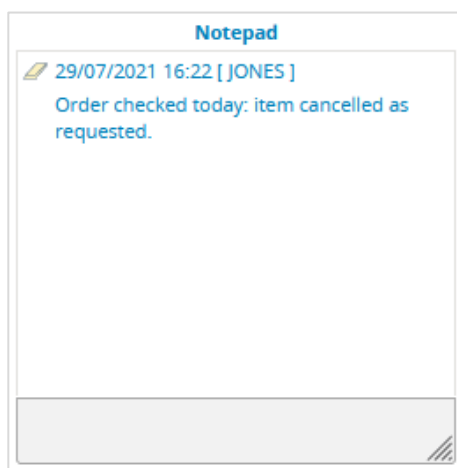 Notepad
29/07/2021 16:22 [ JONES ]
Order checked today: item cancelled as
requested.